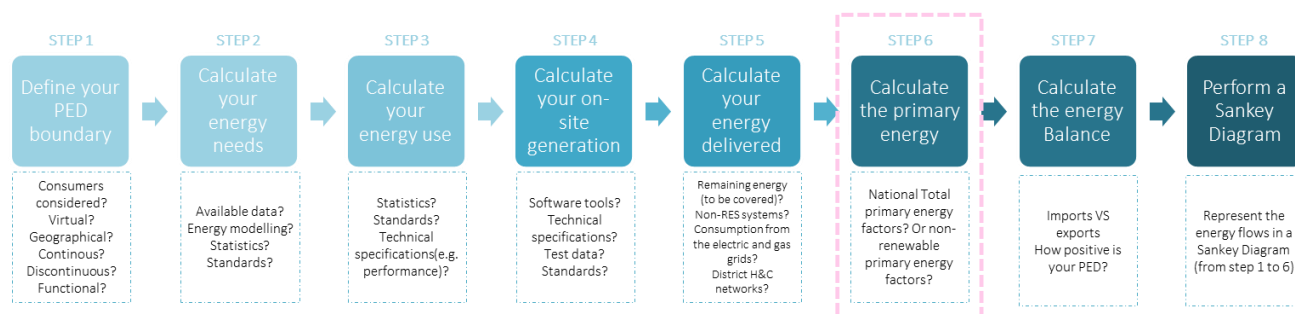 STEP 1
Define your
PED
boundary
Consumers
considered?
Virtual?
Geographical?
Continous?
Discontinuous?
Functional?
STEP 2
Calculate
your
energy
needs
Available data?
Energy modelling?
Statistics?
Standards?
STEP 3
Calculate
your
energy use
Statistics?
Standards?
Technical
specifications(e.g.
performance)?
STEP 4
Calculate
your on-
site
generation
Software tools?
Technical
specifications?
Test data?
Standards?
STEP 5
Calculate
your
energy
delivered
Remaining energy
(to be covered)?
Non-RES systems?
Consumption from
the electric and gas
grids?
District H&C
networks?
STEP 6
Calculate
the primary
energy
National Total
primary energy
factors? Or non-
renewable
primary energy
factors?
STEP 7
Calculate
the energy
Balance
Imports VS
exports
How positive is
your PED?
STEP 8
Perform a
Sankey
Diagram
Represent the
energy flows in a
Sankey Diagram
(from step 1 to 6)